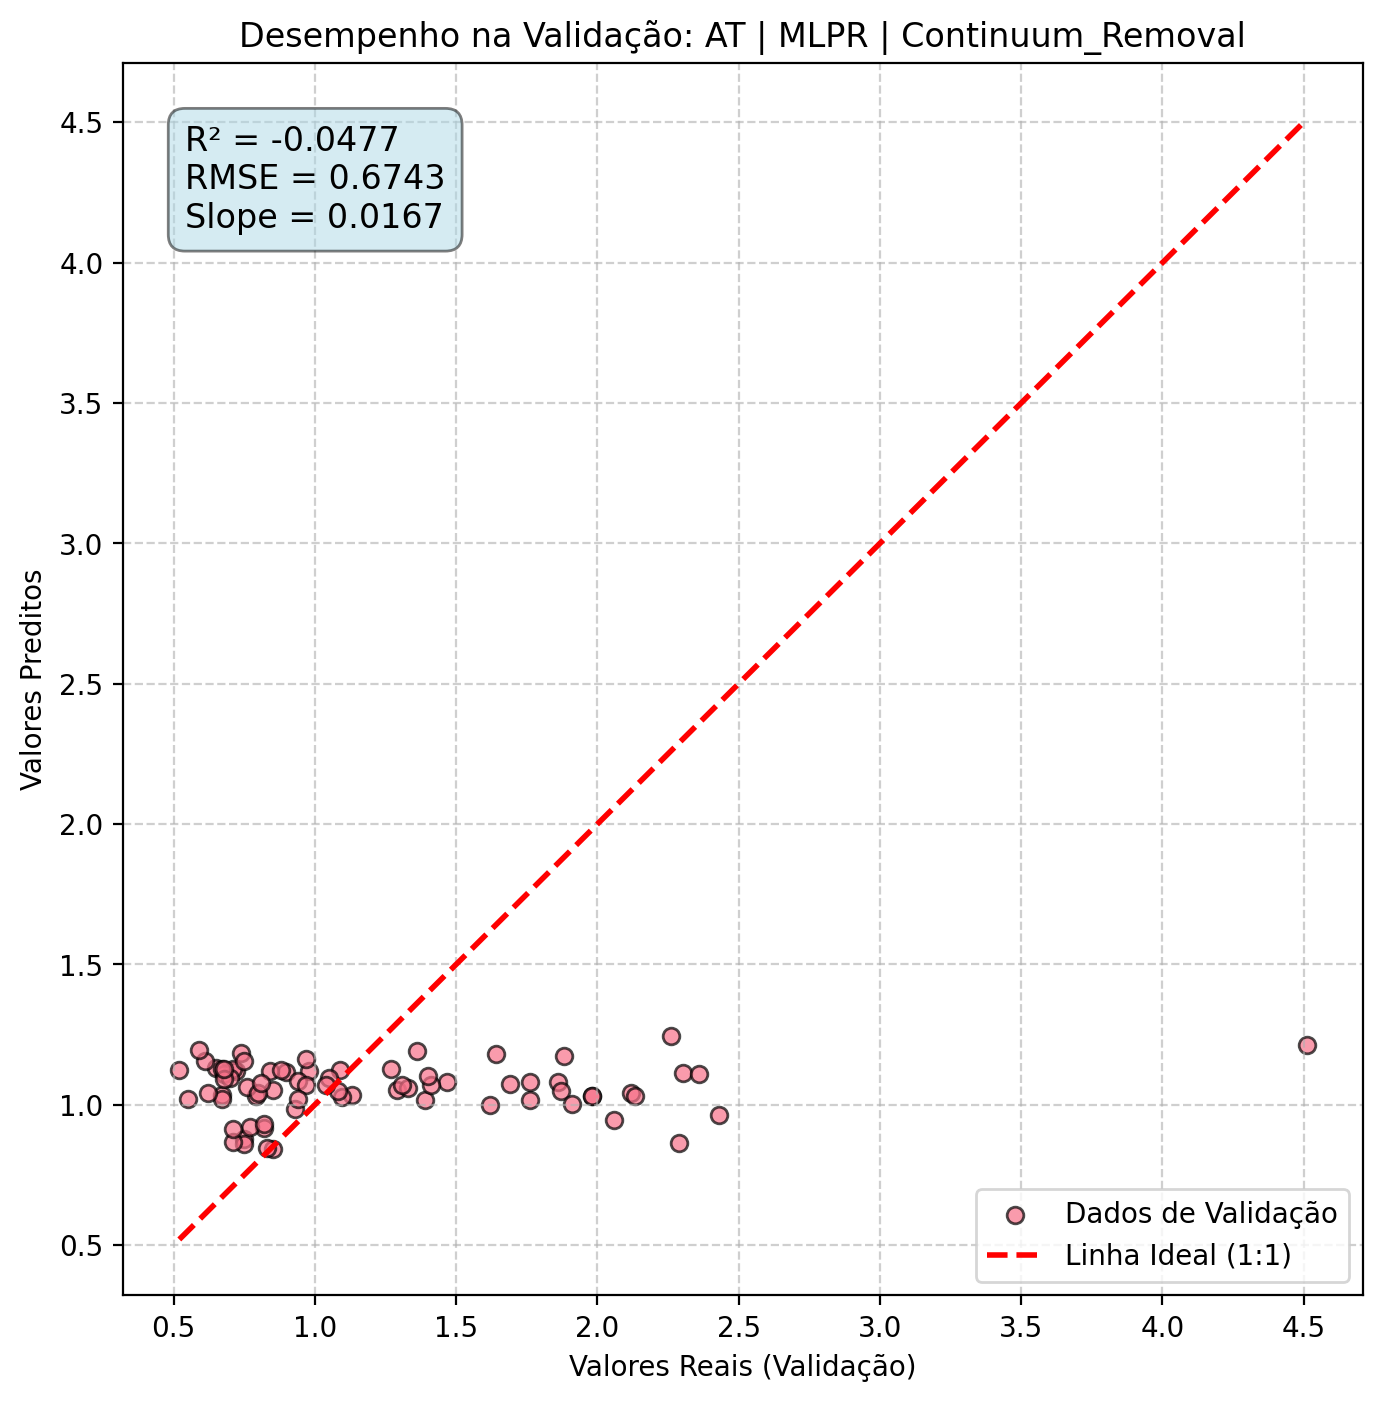 Desempenho na Validação: AT | MLPR | Continuum_Removal
R² = -0.0477
RMSE = 0.6743
Slope = 0.0167
4.5
4.0
3.5
3.0
2.5
2.0
1.5
1.0
0.5
Valores Preditos
Dados de Validação
Linha Ideal (1:1)
0.5 1.0 1.5 2.0 2.5 3.0 3.5 4.0 4.5
Valores Reais (Validação)